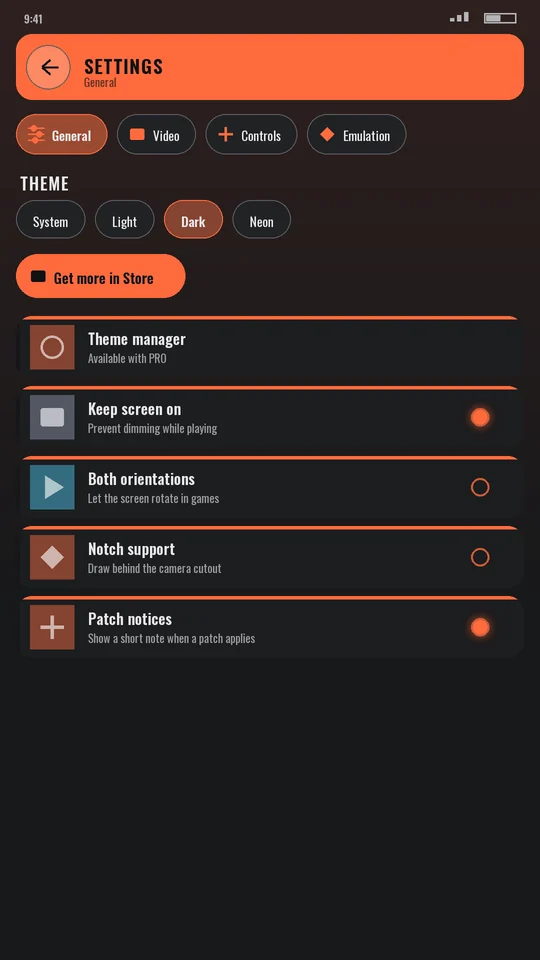 9:41
SETTINGS
General
General
Video
Controls
Emulation
THEME
System
Light
Dark
Neon
Get more in Store
Theme manager
Available with PRO
Keep screen on
Prevent dimming while playing
Both orientations
Let the screen rotate in games
Notch support
Draw behind the camera cutout
Patch notices
Show a short note when a patch applies